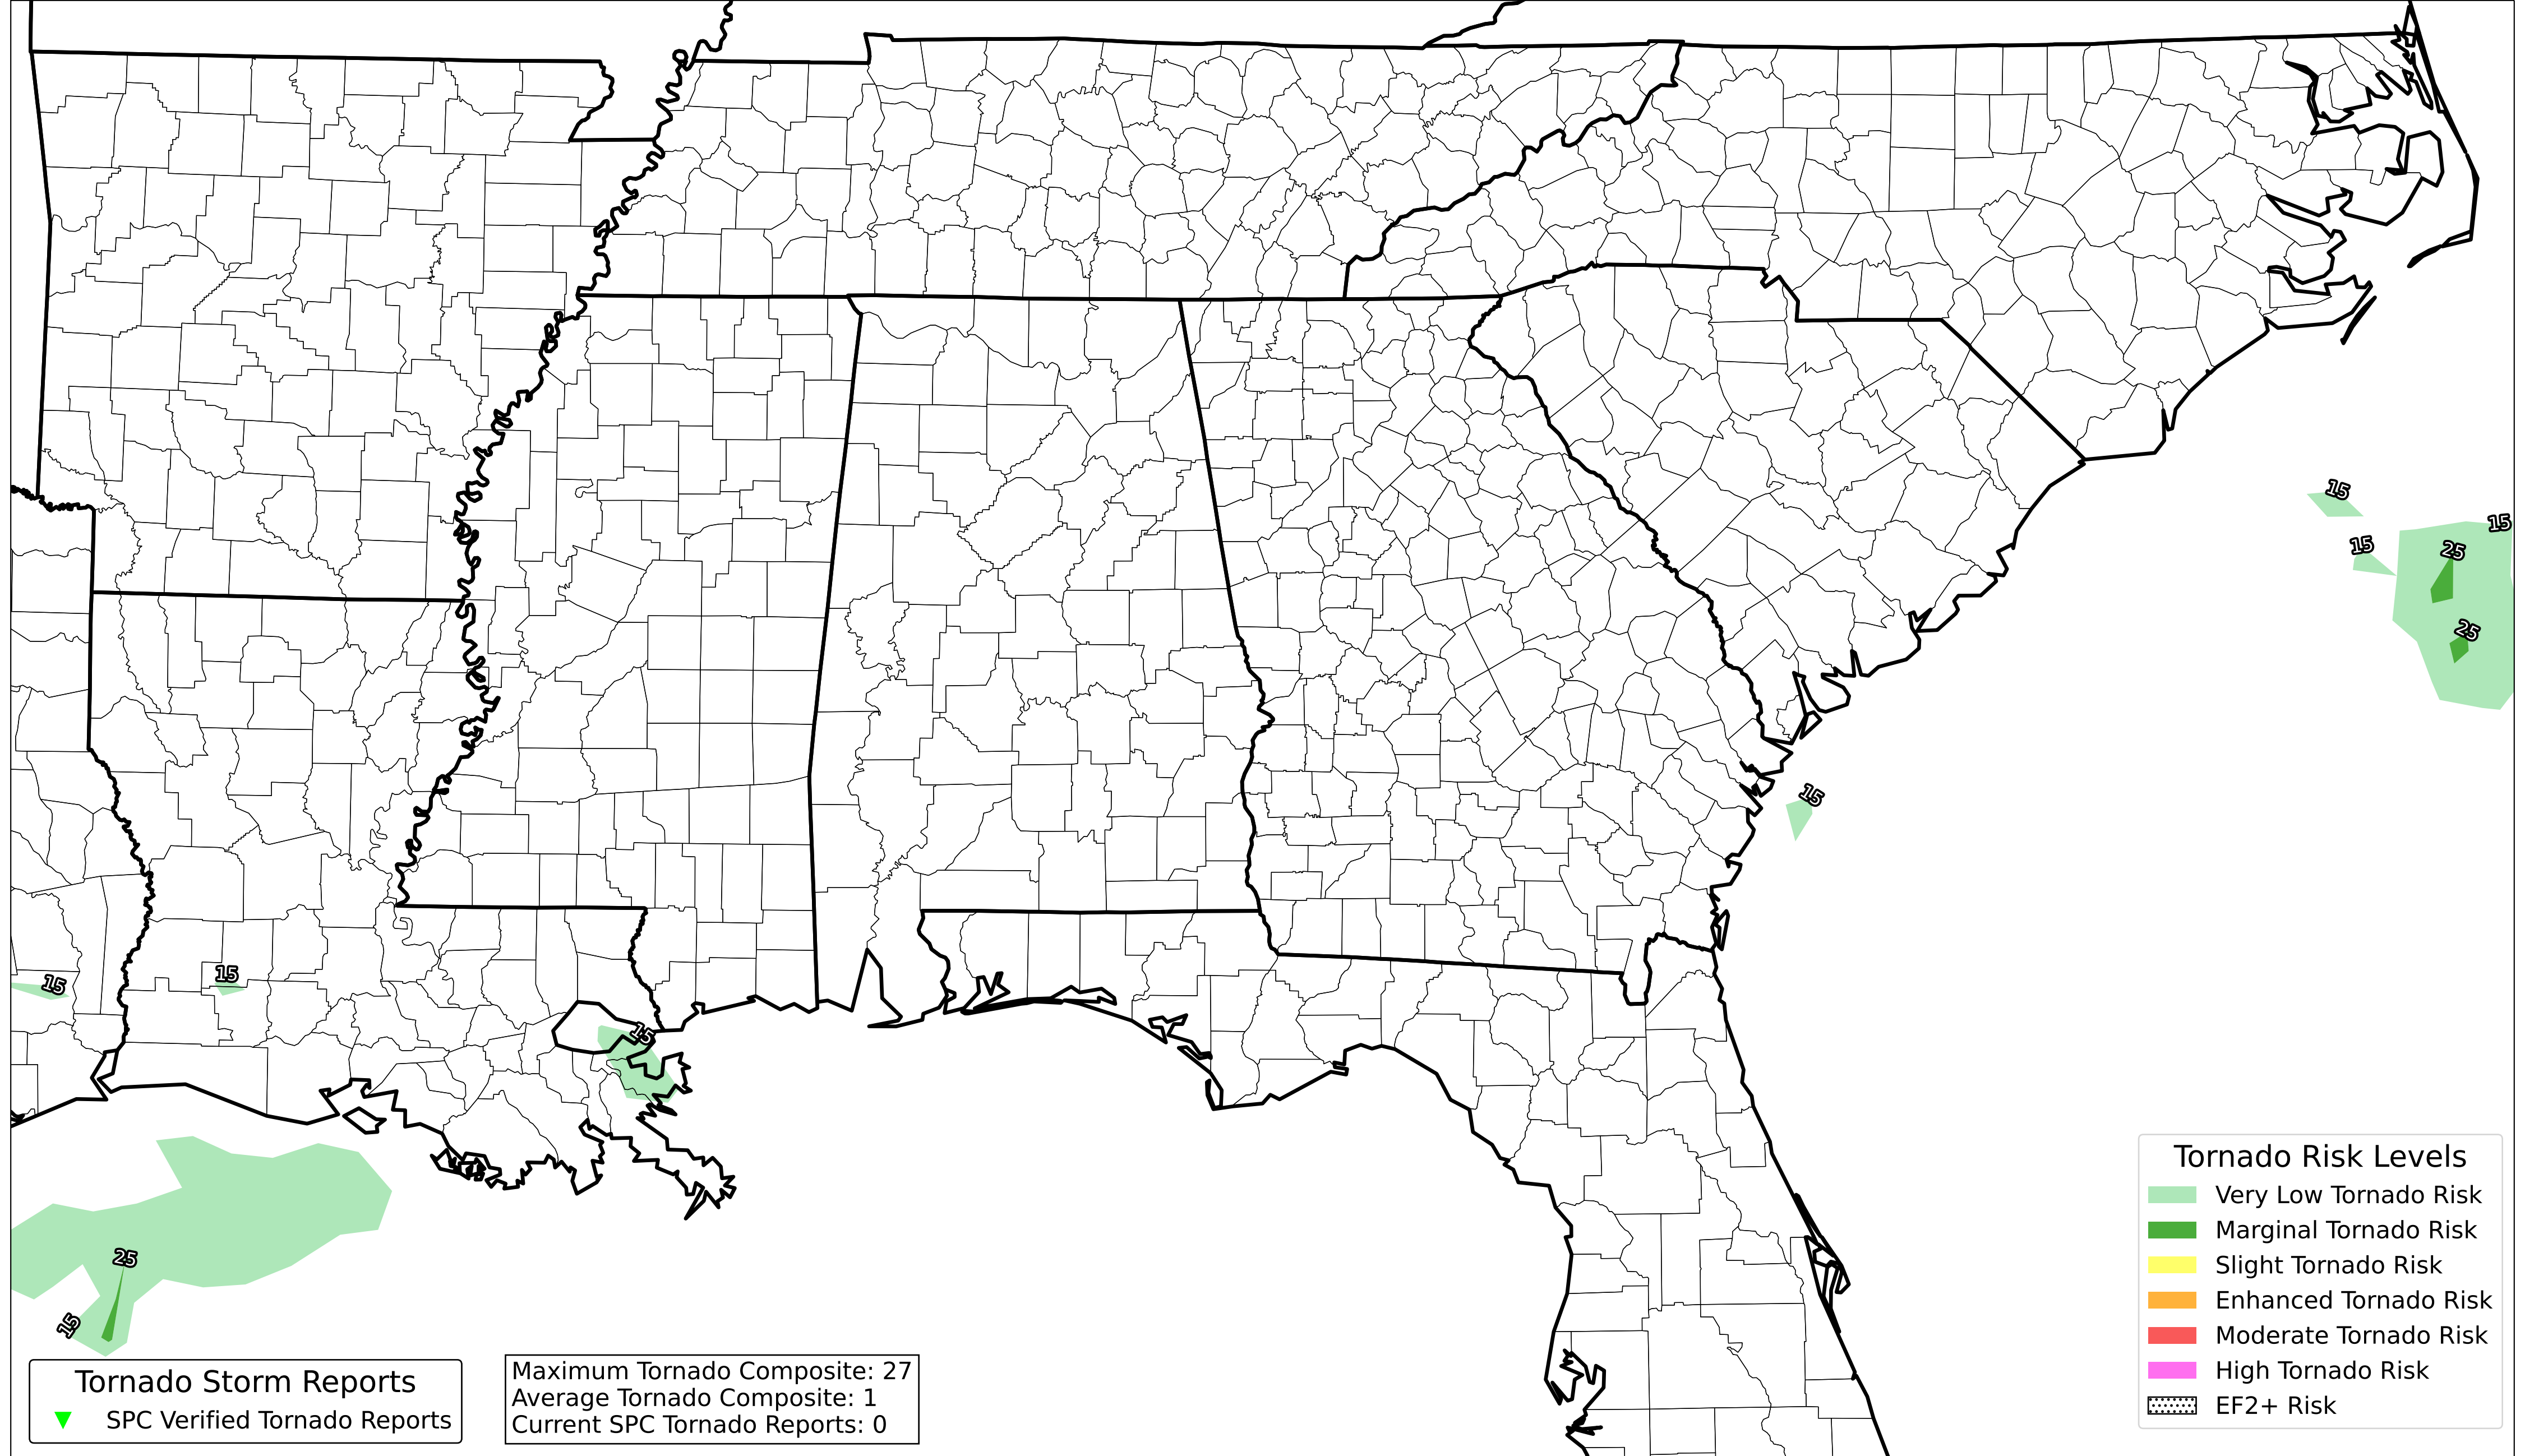 15
15
15
25
25
15
15
15
15
25
15
Tornado Risk Levels
Very Low Tornado Risk
Marginal Tornado Risk
Slight Tornado Risk
Enhanced Tornado Risk
Moderate Tornado Risk
High Tornado Risk
EF2+ Risk
Tornado Storm Reports
SPC Verified Tornado Reports
Maximum Tornado Composite: 27
Average Tornado Composite: 1
Current SPC Tornado Reports: 0